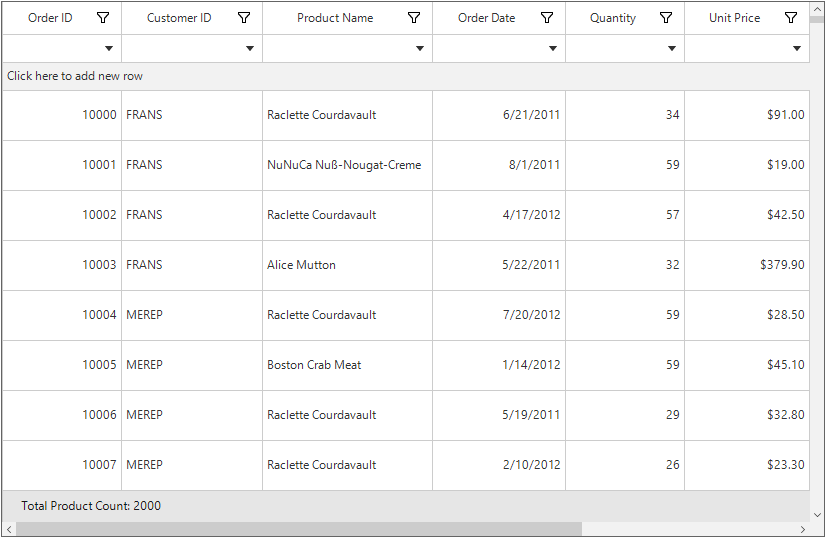 Order ID Customer ID Product Name Order Date Quantity Unit Price
Click here to add new row
10000 FRANS Raclette Courdavault 6/21/2011 34 $91.00
10001 FRANS NuNuCa Nuß-Nougat-Creme 8/1/2011 59 $19.00
10002 FRANS Raclette Courdavault 4/17/2012 57 $42.50
10003 FRANS Alice Mutton 5/22/2011 32 $379.90
10004 MEREP Raclette Courdavault 7/20/2012 59 $28.50
10005 MEREP Boston Crab Meat 1/14/2012 59 $45.10
10006 MEREP Raclette Courdavault 5/19/2011 29 $32.80
10007 MEREP Raclette Courdavault 2/10/2012 26 $23.30
Total Product Count: 2000